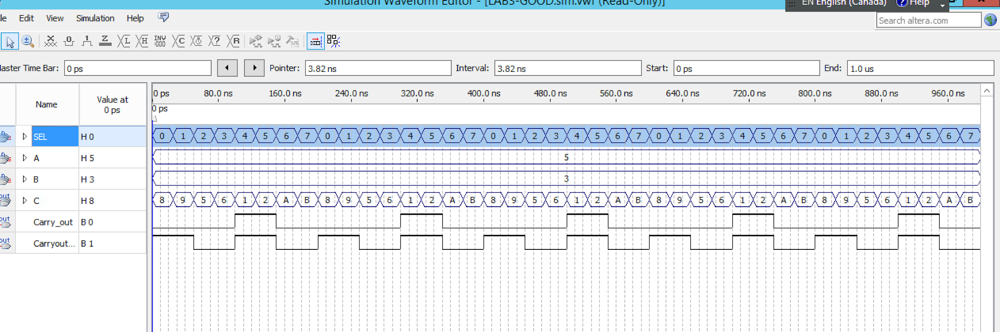 Simulation Waveform Editor - [LAB3-GOOD.sim.vwf (Read-Only)]
EN English (Canada) ? Help
le Edit View Simulation Help
Search altera.com
X 0 1 Z L H INV C ? R
aster Time Bar: 0 ps Pointer: 3.82 ns Interval: 3.82 ns Start: 0 ps End: 1.0 us
Name Value at 0 ps
0 ps 80.0 ns 160.0 ns 240.0 ns 320.0 ns 400.0 ns 480.0 ns 560.0 ns 640.0 ns 720.0 ns 800.0 ns 880.0 ns 960.0 ns
0 ps
SEL H 0 0 1 2 3 4 5 6 7 0 1 2 3 4 5 6 7 0 1 2 3 4 5 6 7 0 1 2 3 4 5 6 7 0 1 2 3 4 5 6 7
A H 5 5
B H 3 3
out C H 8 8 9 5 6 1 2 A B 8 9 5 6 1 2 A B 8 9 5 6 1 2 A B 8 9 5 6 1 2 A B 8 9 5 6 1 2 A B
out Carry_out B 0
out Carryout... B 1